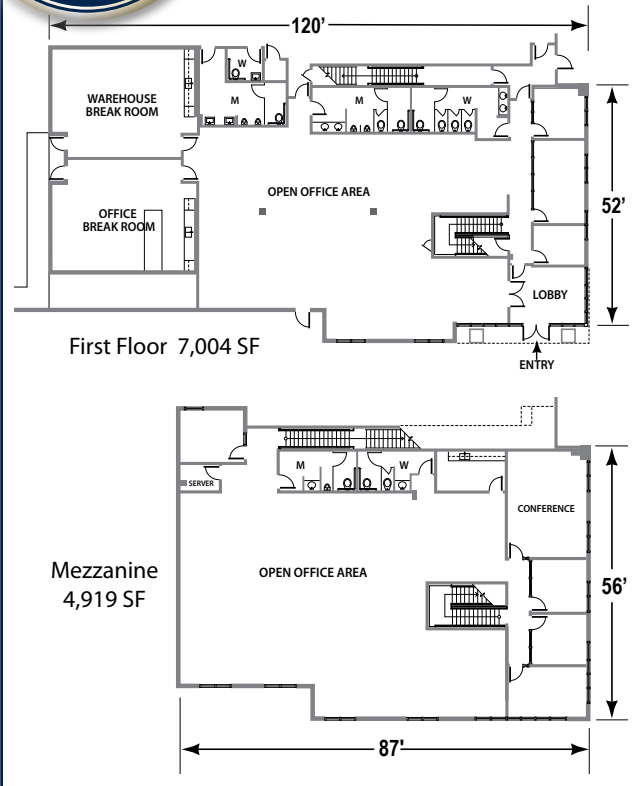 120’
W
WAREHOUSE
BREAK ROOM
M
M
W
OPEN OFFICE AREA
52’
OFFICE
BREAK ROOM
LOBBY
First Floor 7,004 SF
ENTRY
M
W
SERVER
CONFERENCE
Mezzanine
4,919 SF
OPEN OFFICE AREA
56’
87'